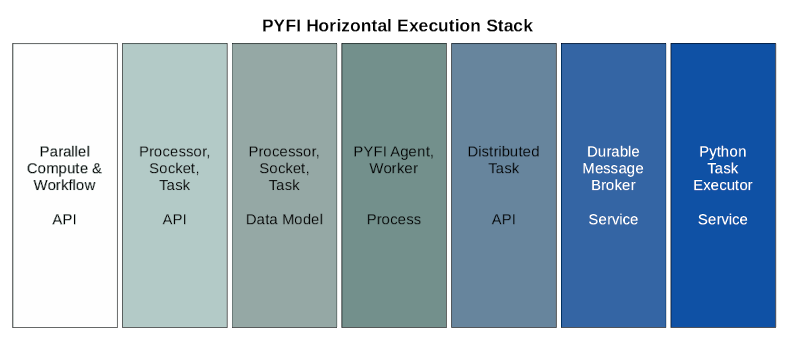 PYFI Horizontal Execution Stack
Parallel
Compute &
Workflow
API
Processor,
Socket,
Task
API
Processor,
Socket,
Task
Data Model
PYFI Agent,
Worker
Process
Distributed
Task
API
Durable
Message
Broker
Service
Python
Task
Executor
Service